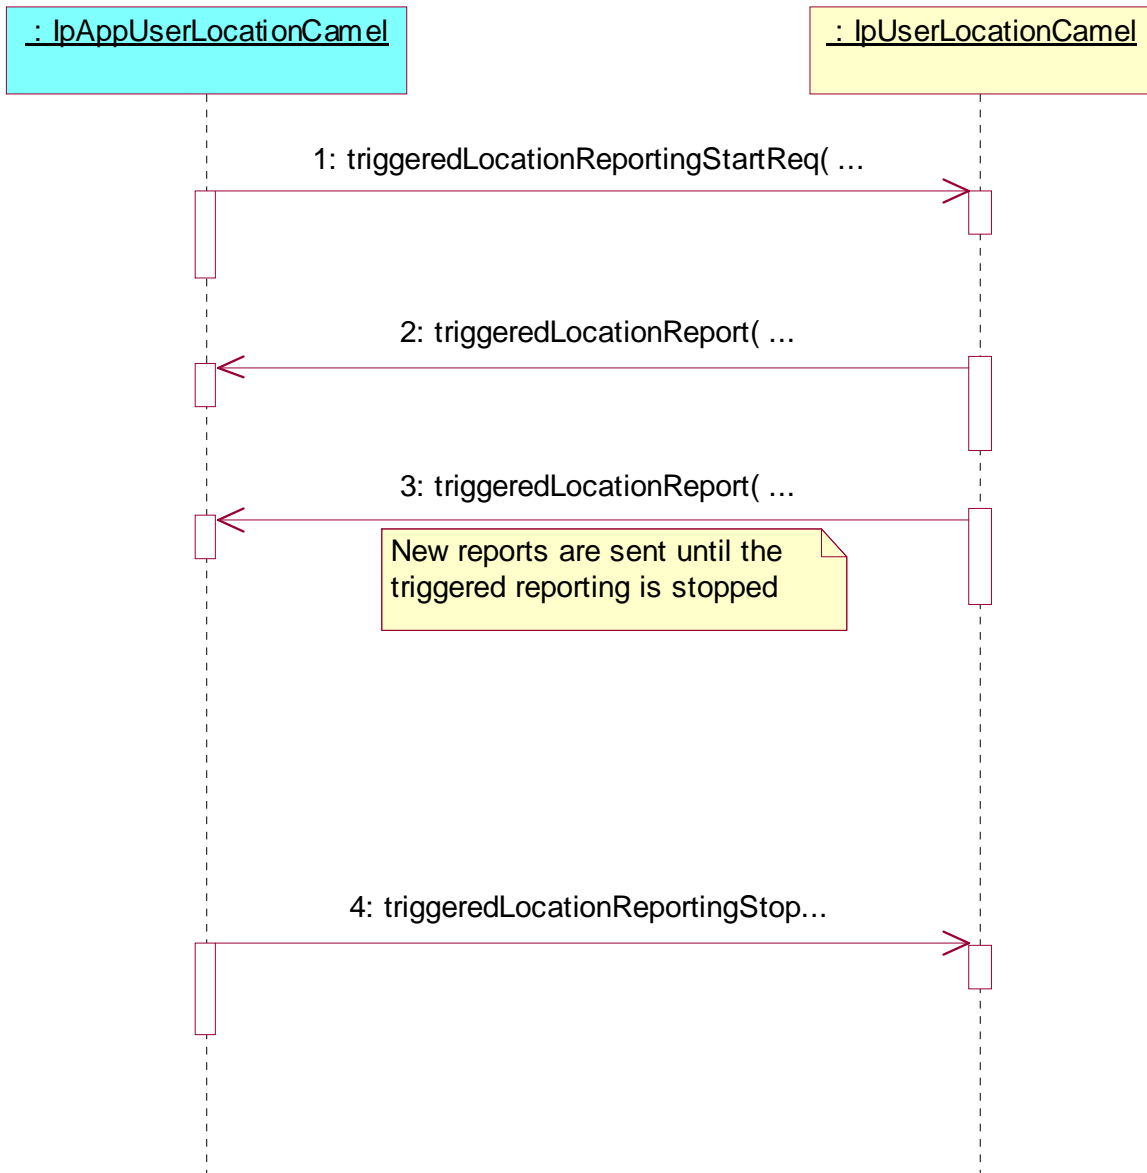 : IpAppUserLocationCamel
: IpUserLocationCamel
1: triggeredLocationReportingStartReq( ...
2: triggeredLocationReport( ...
3: triggeredLocationReport( ...
New reports are sent until the
triggered reporting is stopped
4: triggeredLocationReportingStop...